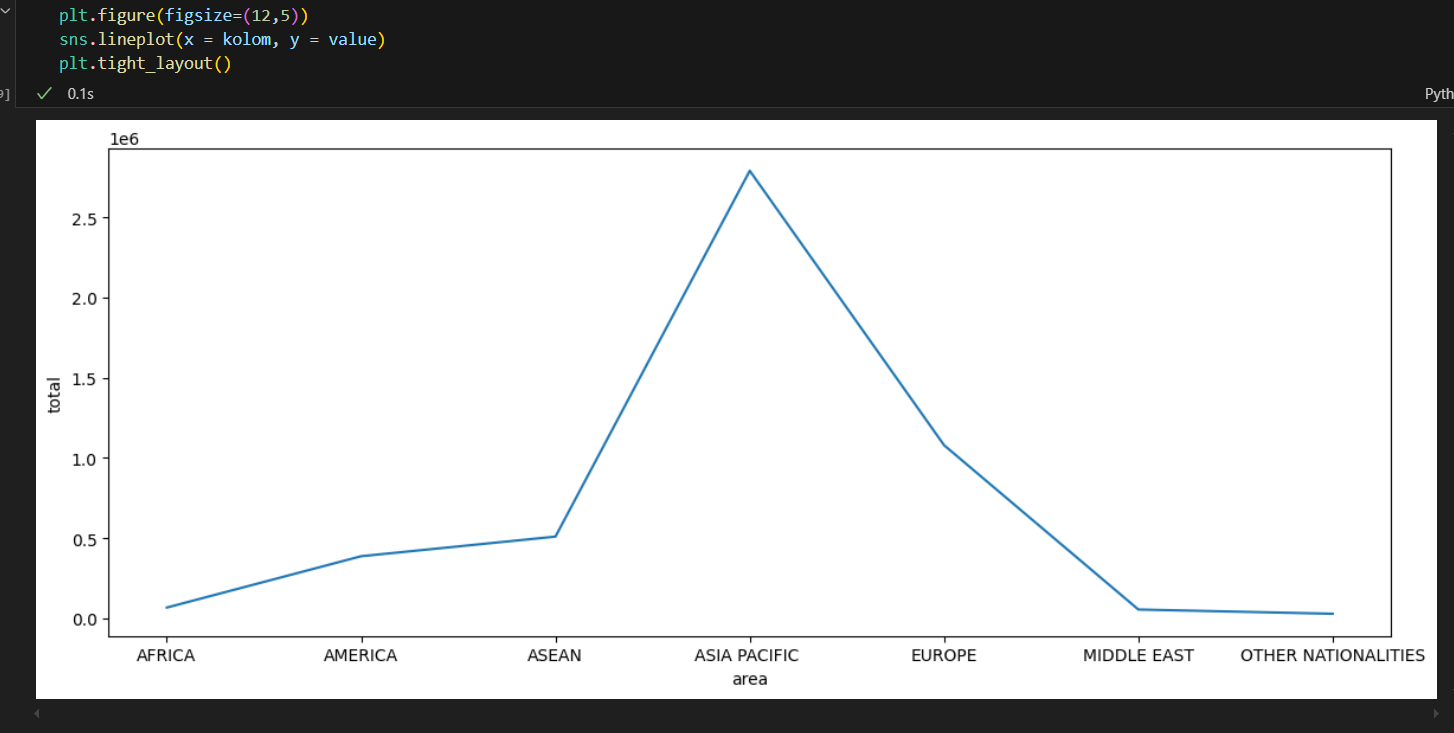 plt.figure(figsize=(12,5))
sns.lineplot(x = kolom, y = value)
plt.tight_layout()
9] ✓ 0.1s Pyth
1e6
2.5
2.0
1.5
1.0
0.5
0.0
total
AFRICA AMERICA ASEAN ASIA PACIFIC EUROPE MIDDLE EAST OTHER NATIONALITIES
area